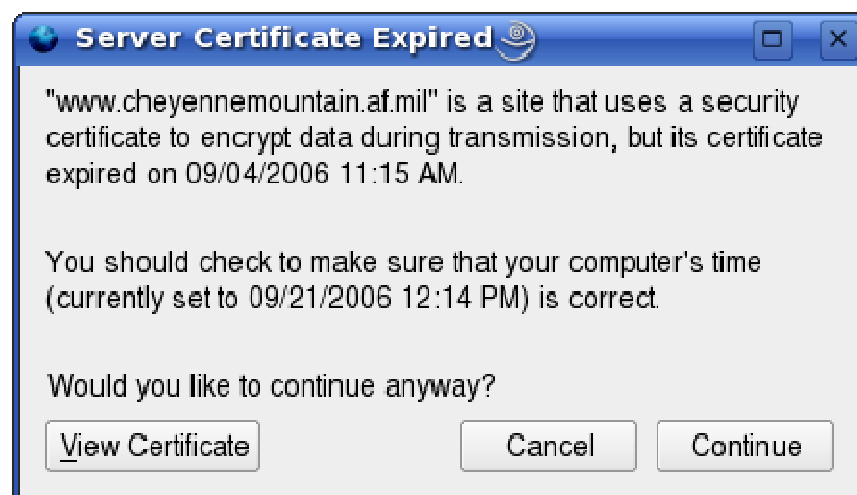 Server Certificate Expired
"www.cheyennemountain.af.mil" is a site that uses a security
certificate to encrypt data during transmission, but its certificate
expired on 09/04/2006 11:15 AM.
You should check to make sure that your computer's time
(currently set to 09/21/2006 12:14 PM) is correct.
Would you like to continue anyway?
View Certificate
Cancel
Continue